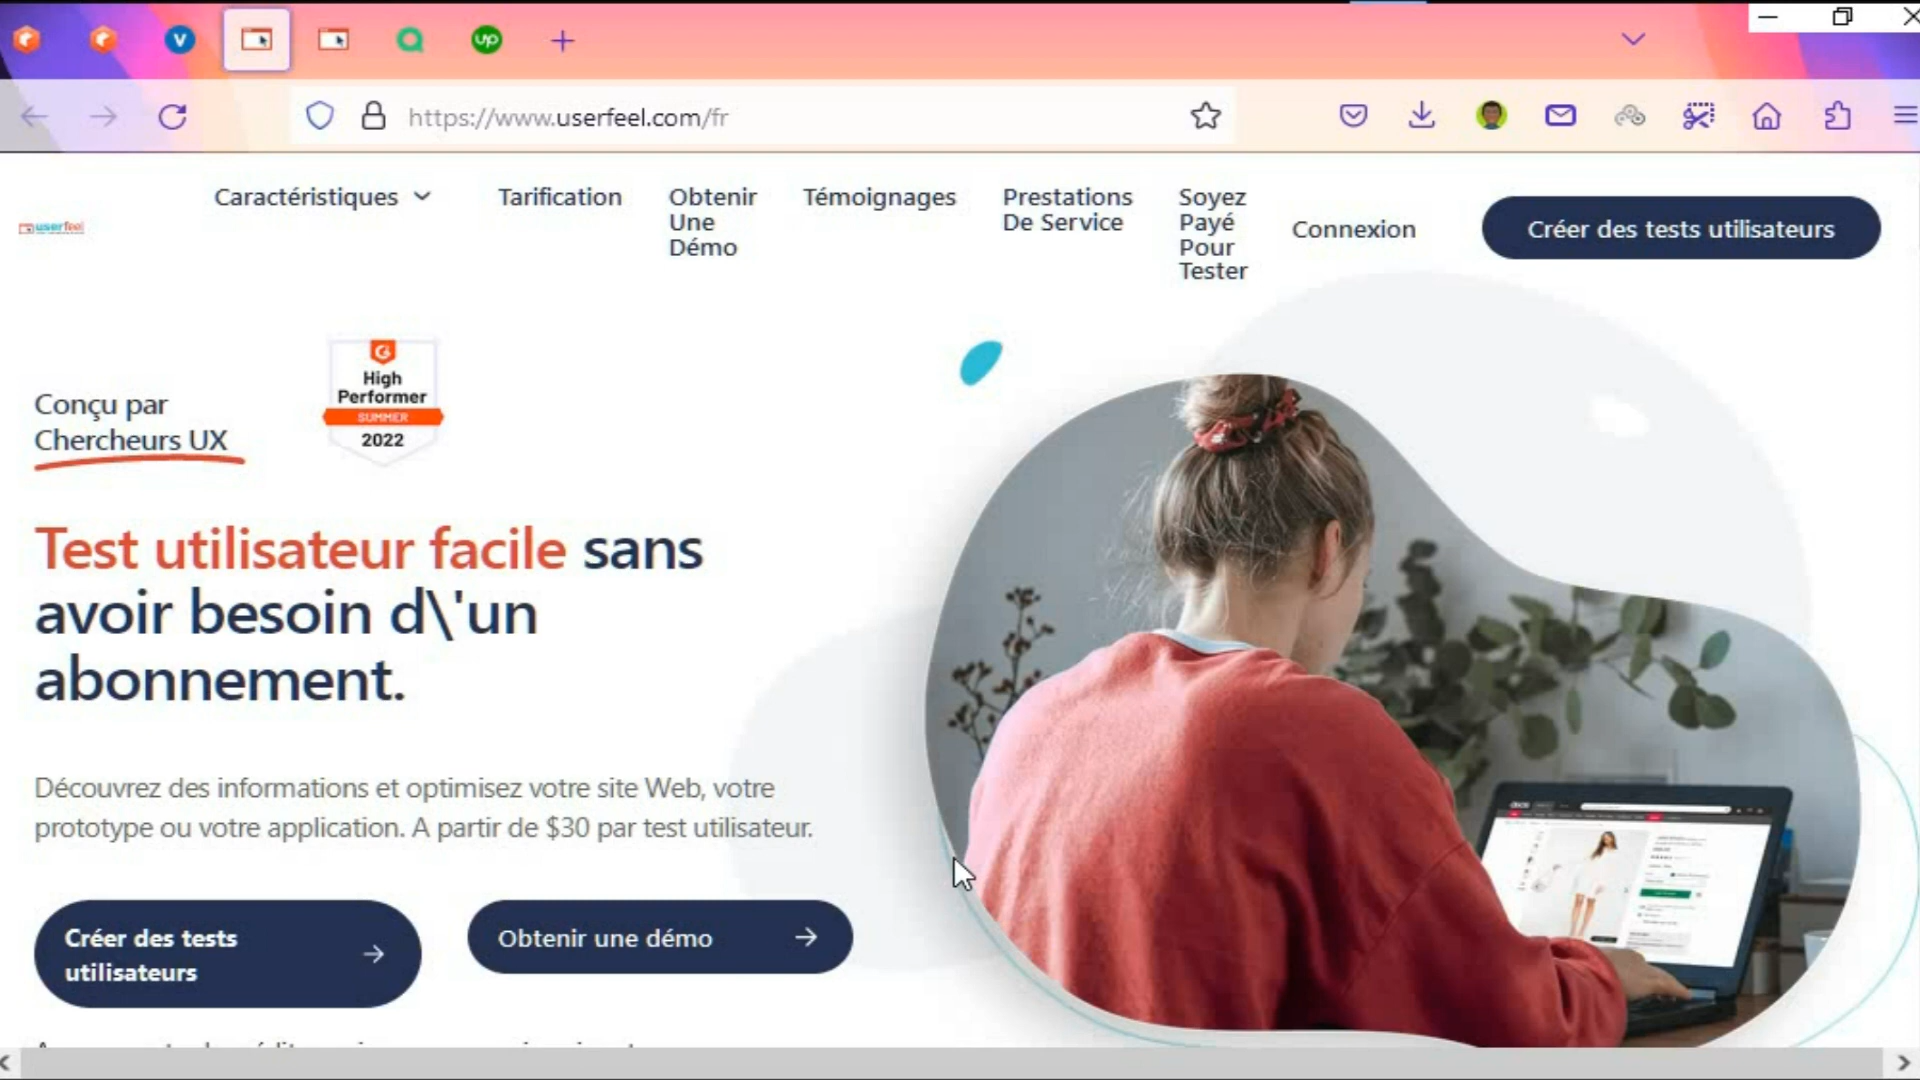 V
up
https://www.userfeel.com/fr
userfeel
Caractéristiques
Tarification
Obtenir
Une
Démo
Témoignages
Prestations
De Service
Soyez
Payé
Pour
Tester
Connexion
Créer des tests utilisateurs
Conçu par
Chercheurs UX
High
Performer
SUMMER
2022
Test utilisateur facile sans
avoir besoin d\'un
abonnement.
Découvrez des informations et optimisez votre site Web, votre
prototype ou votre application. A partir de $30 par test utilisateur.
Créer des tests
utilisateurs
Obtenir une démo
asos